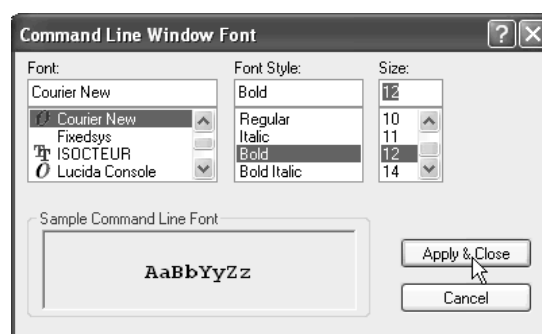 Command Line Window Font
Font:
Font Style:
Size:
Courier New
Bold
12
Courier New
Fixedsys
ISOCTEUR
Lucida Console
Regular
Italic
Bold
Bold Italic
10
11
12
14
Sample Command Line Font
AaBbYyZz
Apply & Close
Cancel